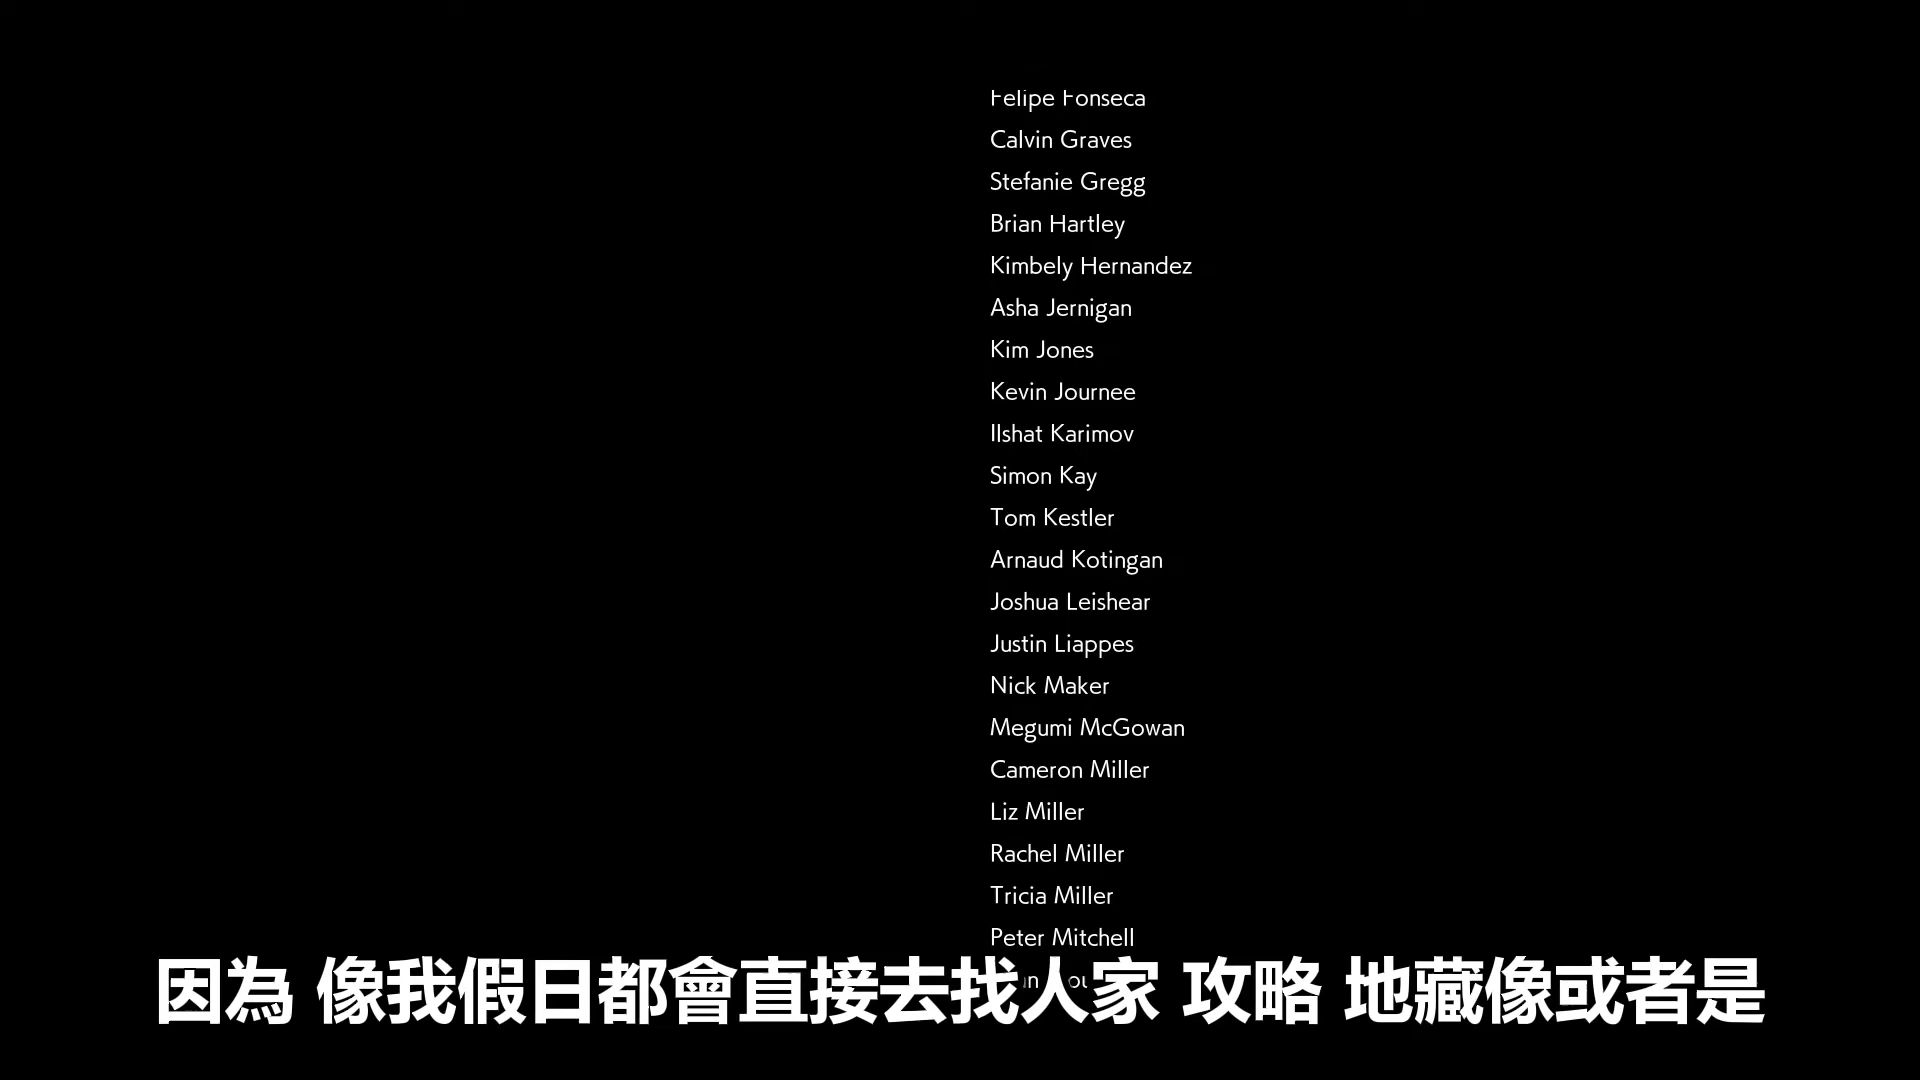 Felipe Fonseca
Calvin Graves
Stefanie Gregg
Brian Hartley
Kimbely Hernandez
Asha Jernigan
Kim Jones
Kevin Journee
Ilshat Karimov
Simon Kay
Tom Kestler
Arnaud Kotingan
Joshua Leishear
Justin Liappes
Nick Maker
Megumi McGowan
Cameron Miller
Liz Miller
Rachel Miller
Tricia Miller
Peter Mitchell
因為 像我假日都會直接去找人家 攻略 地藏像或者是